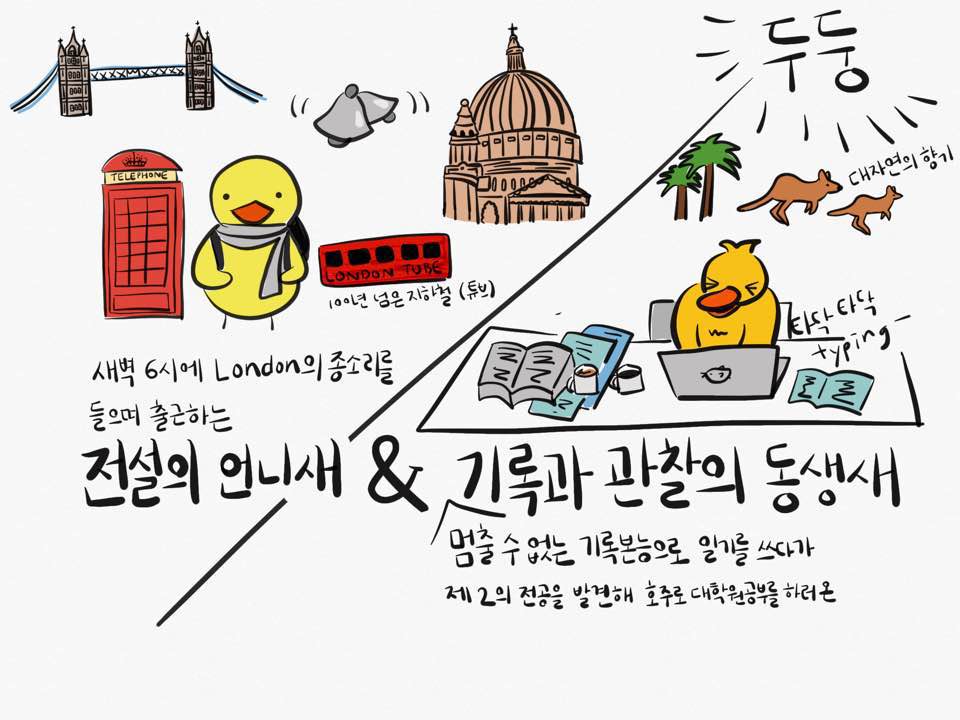 두둥
TELEPHONE
대자연의 향기
LONDON TUBE
100년 넘은 지하철 (튜브)
타닥타닥
typing
새벽 6시에 London의 종소리를
들으며 출근하는
전설의 언니새 & 기록과 관찰의 동생새
멈출 수 없는 기록본능으로 일기를 쓰다가
제 2의 전공을 발견해 호주로 대학원공부를 하러 온